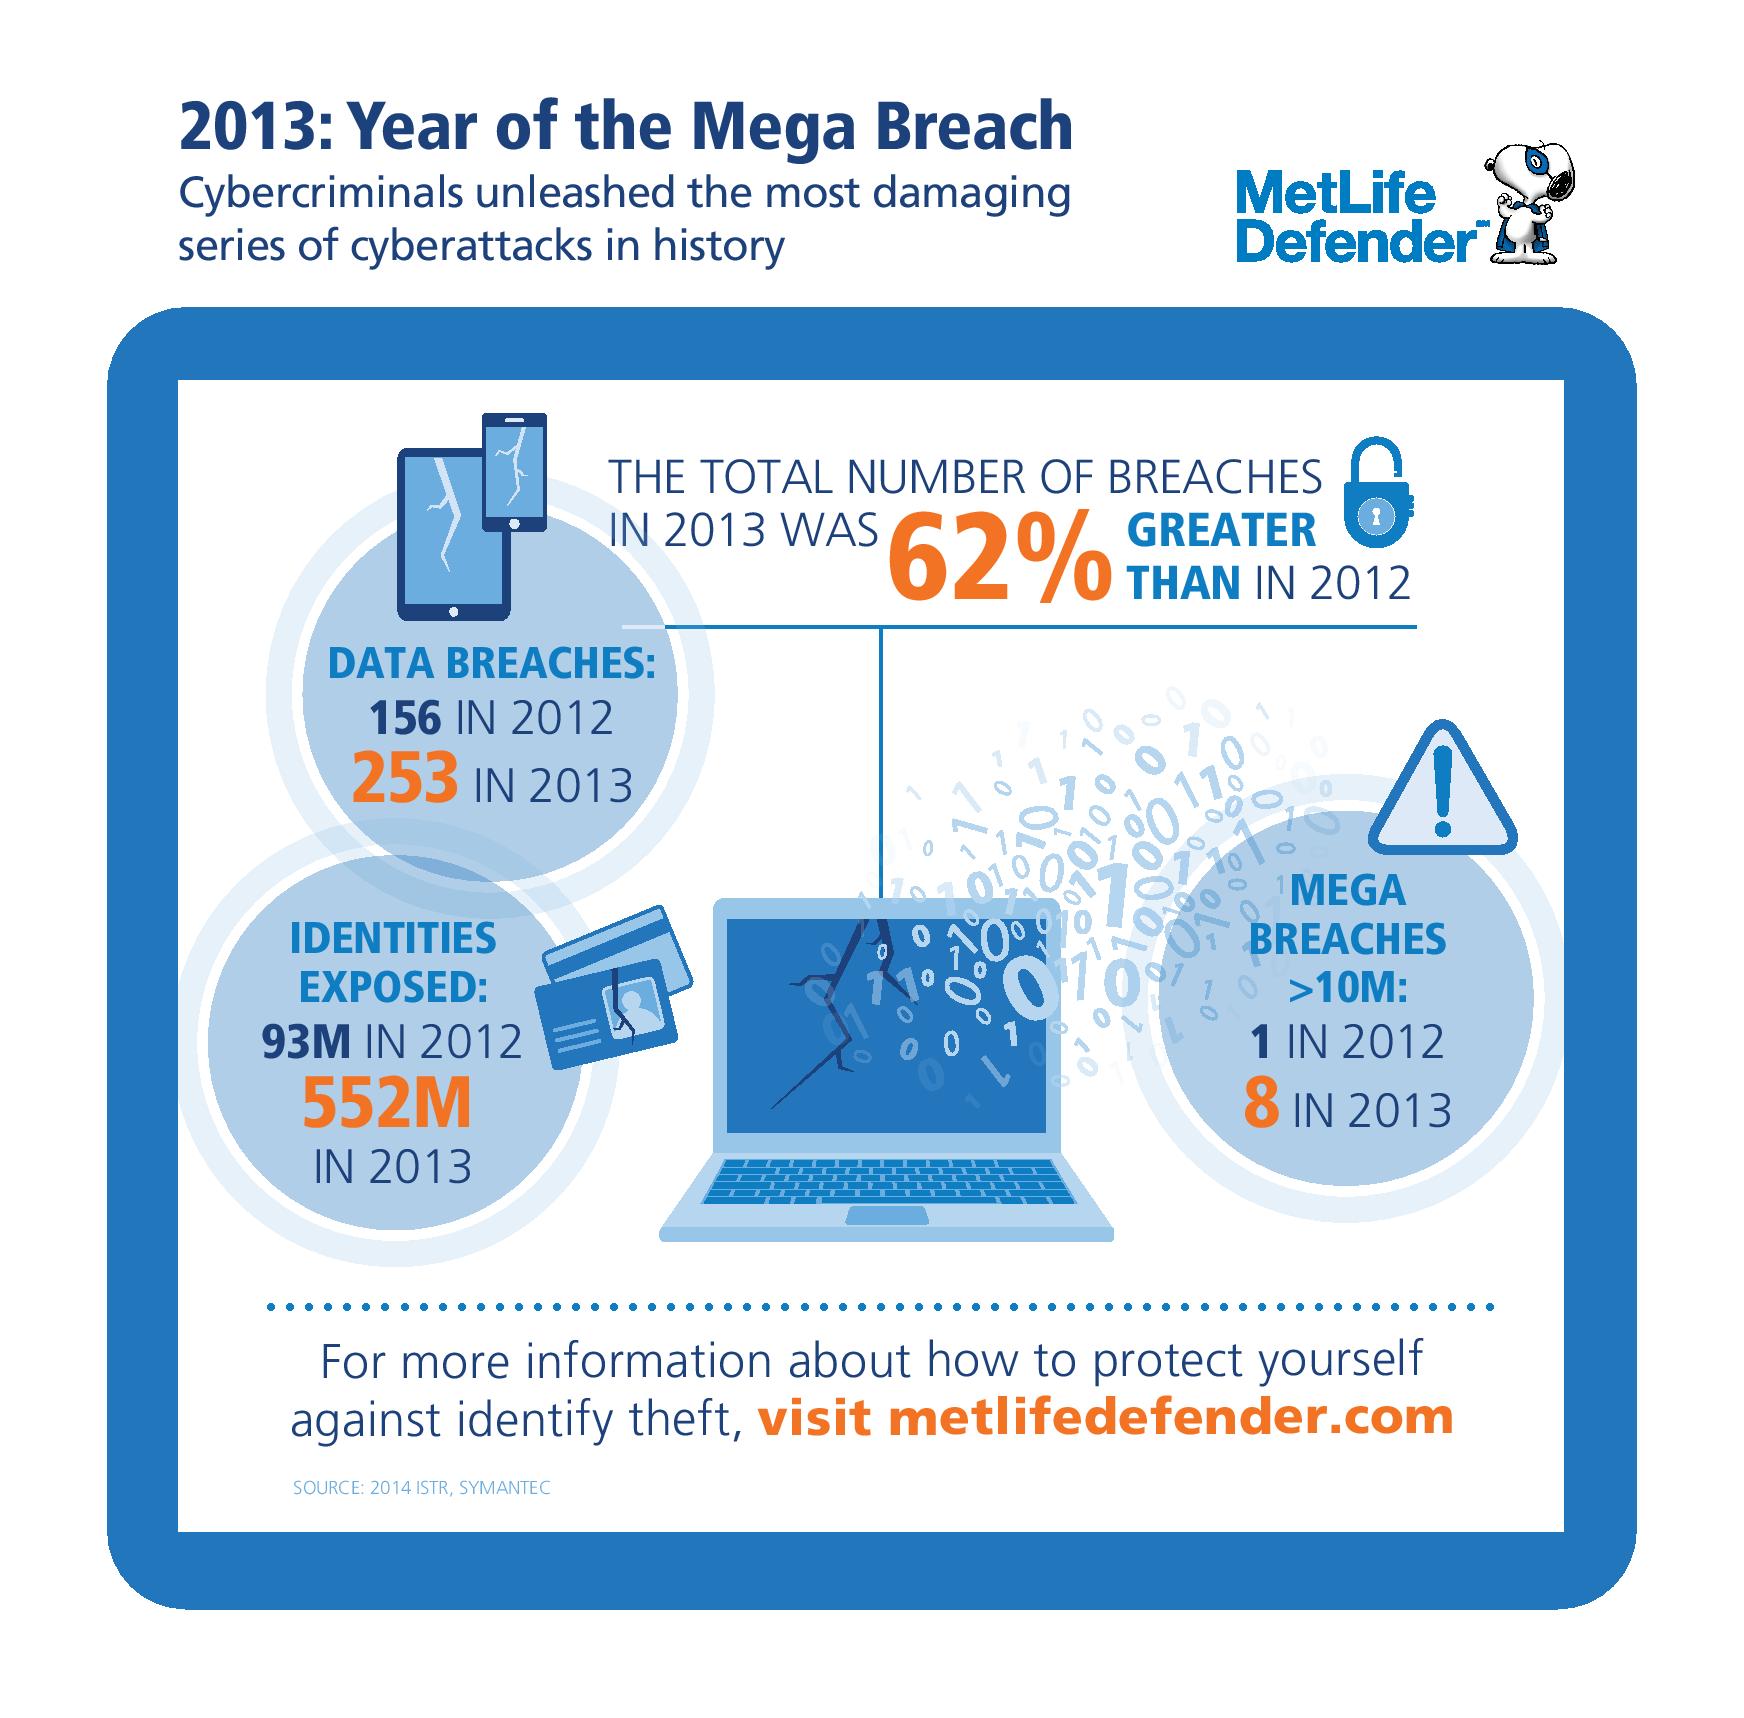 2013: Year of the Mega Breach
Cybercriminals unleashed the most damaging
series of cyberattacks in history
MetLife
Defender℠
THE TOTAL NUMBER OF BREACHES
IN 2013 WAS 62% GREATER
THAN IN 2012
DATA BREACHES:
156 IN 2012
253 IN 2013
IDENTITIES
EXPOSED:
93M IN 2012
552M
IN 2013
MEGA
BREACHES
>10M:
1 IN 2012
8 IN 2013
For more information about how to protect yourself
against identify theft, visit metlifedefender.com
SOURCE: 2014 ISTR, SYMANTEC